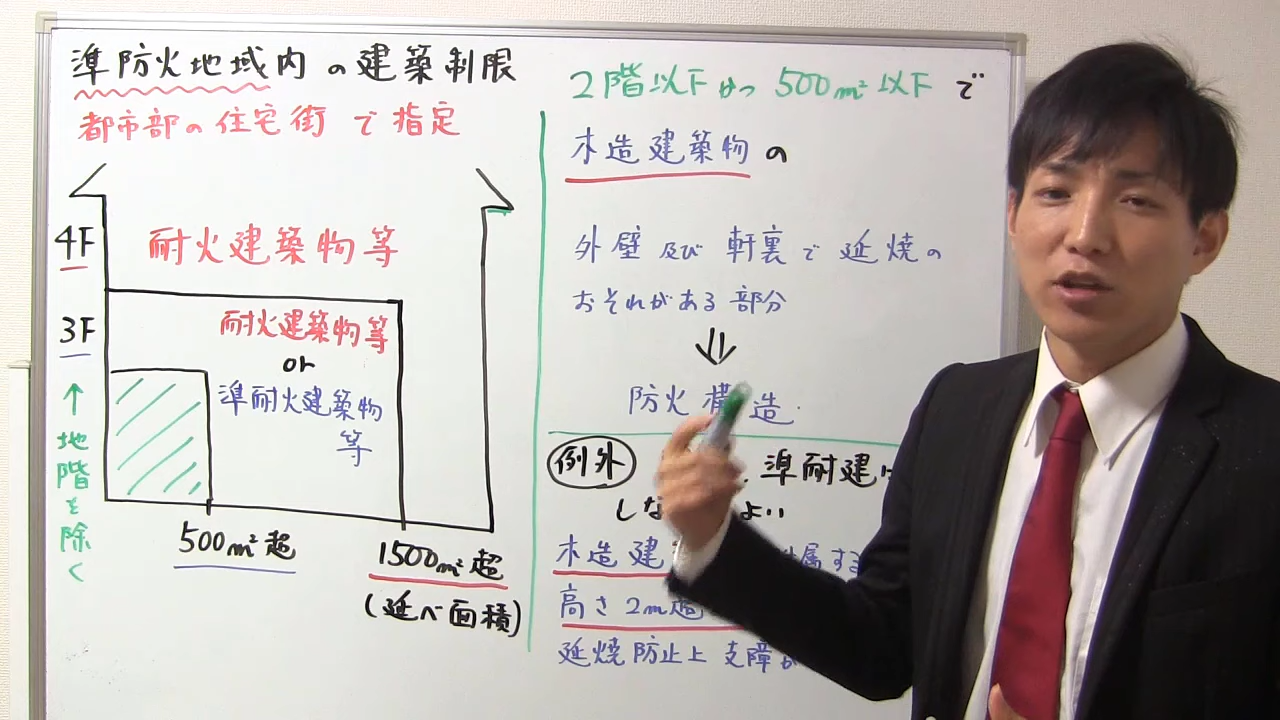 準防火地域内の建築制限
都市部の住宅街で指定
4F
耐火建築物等
3F
耐火建築物等
or
準耐火建築物
等
↑地階を除く
500m²超
1500m²超
(延べ面積)
2階以下かつ500m²以下で
木造建築物の
外壁及び軒裏で延焼の
おそれがある部分
⇓
防火構造
例外
準耐建
しな
よい
木造建
属する
高さ2m超
延焼防止上支障が